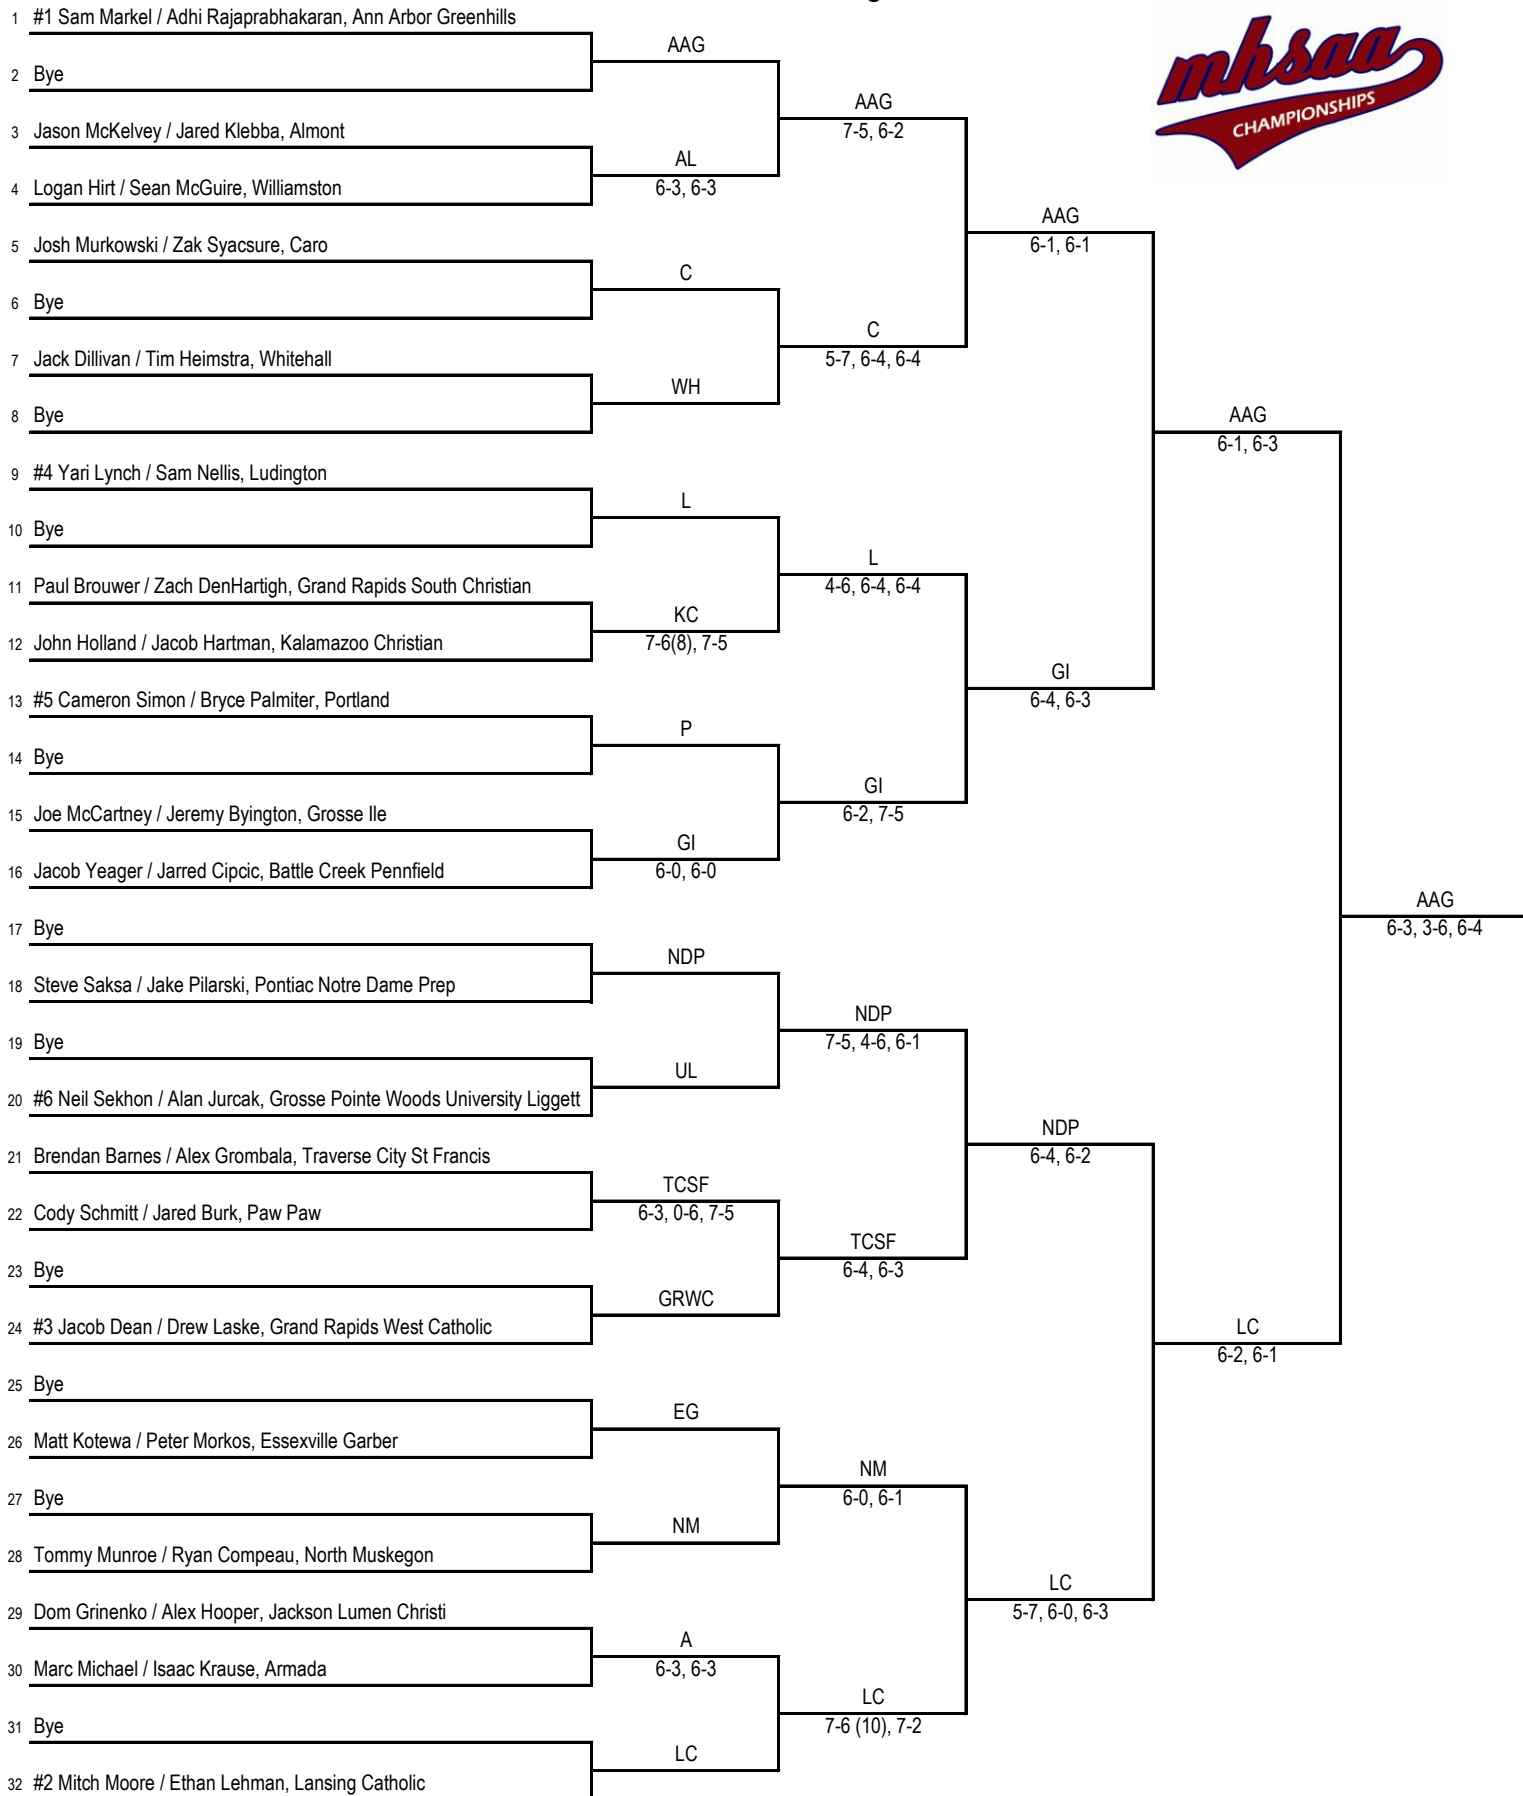 1 #1 Sam Markel / Adhi Rajaprabhakaran, Ann Arbor Greenhills
AAG
2 Bye
AAG
7-5, 6-2
3 Jason McKelvey / Jared Klebba, Almont
AL
6-3, 6-3
4 Logan Hirt / Sean McGuire, Williamston
AAG
6-1, 6-1
5 Josh Murkowski / Zak Syacsure, Caro
C
6 Bye
C
5-7, 6-4, 6-4
7 Jack Dillivan / Tim Heimstra, Whitehall
WH
8 Bye
AAG
6-1, 6-3
9 #4 Yari Lynch / Sam Nellis, Ludington
L
10 Bye
L
4-6, 6-4, 6-4
11 Paul Brouwer / Zach DenHartigh, Grand Rapids South Christian
KC
7-6(8), 7-5
12 John Holland / Jacob Hartman, Kalamazoo Christian
GI
6-4, 6-3
13 #5 Cameron Simon / Bryce Palmiter, Portland
P
14 Bye
GI
6-2, 7-5
15 Joe McCartney / Jeremy Byington, Grosse Ile
GI
6-0, 6-0
16 Jacob Yeager / Jarred Cipcic, Battle Creek Pennfield
AAG
6-3, 3-6, 6-4
17 Bye
NDP
18 Steve Saksa / Jake Pilarski, Pontiac Notre Dame Prep
NDP
7-5, 4-6, 6-1
19 Bye
UL
20 #6 Neil Sekhon / Alan Jurcak, Grosse Pointe Woods University Liggett
NDP
6-4, 6-2
21 Brendan Barnes / Alex Grombala, Traverse City St Francis
TCSF
6-3, 0-6, 7-5
22 Cody Schmitt / Jared Burk, Paw Paw
TCSF
6-4, 6-3
23 Bye
GRWC
24 #3 Jacob Dean / Drew Laske, Grand Rapids West Catholic
LC
6-2, 6-1
25 Bye
EG
26 Matt Kotewa / Peter Morkos, Essexville Garber
NM
6-0, 6-1
27 Bye
NM
28 Tommy Munroe / Ryan Compeau, North Muskegon
LC
5-7, 6-0, 6-3
29 Dom Grinenko / Alex Hooper, Jackson Lumen Christi
A
6-3, 6-3
30 Marc Michael / Isaac Krause, Armada
LC
7-6 (10), 7-2
31 Bye
LC
32 #2 Mitch Moore / Ethan Lehman, Lansing Catholic
mhsaa
CHAMPIONSHIPS